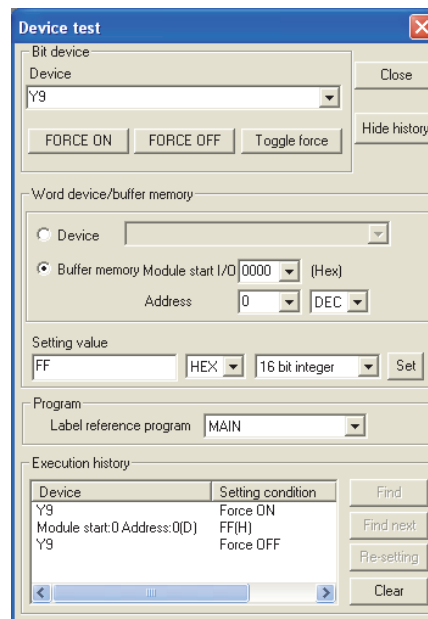 Device test
Bit device
Device
Close
Y9
FORCE ON FORCE OFF Toggle force
Hide history
Word device/buffer memory
Device
Buffer memory Module start I/O 0000 (Hex)
Address 0 DEC
Setting value
FF HEX 16 bit integer Set
Program
Label reference program MAIN
Execution history
Device Setting condition
Find
Y9 Force ON
Module start:0 Address:0(D) FF(H)
Find next
Y9 Force OFF
Re-setting
Clear